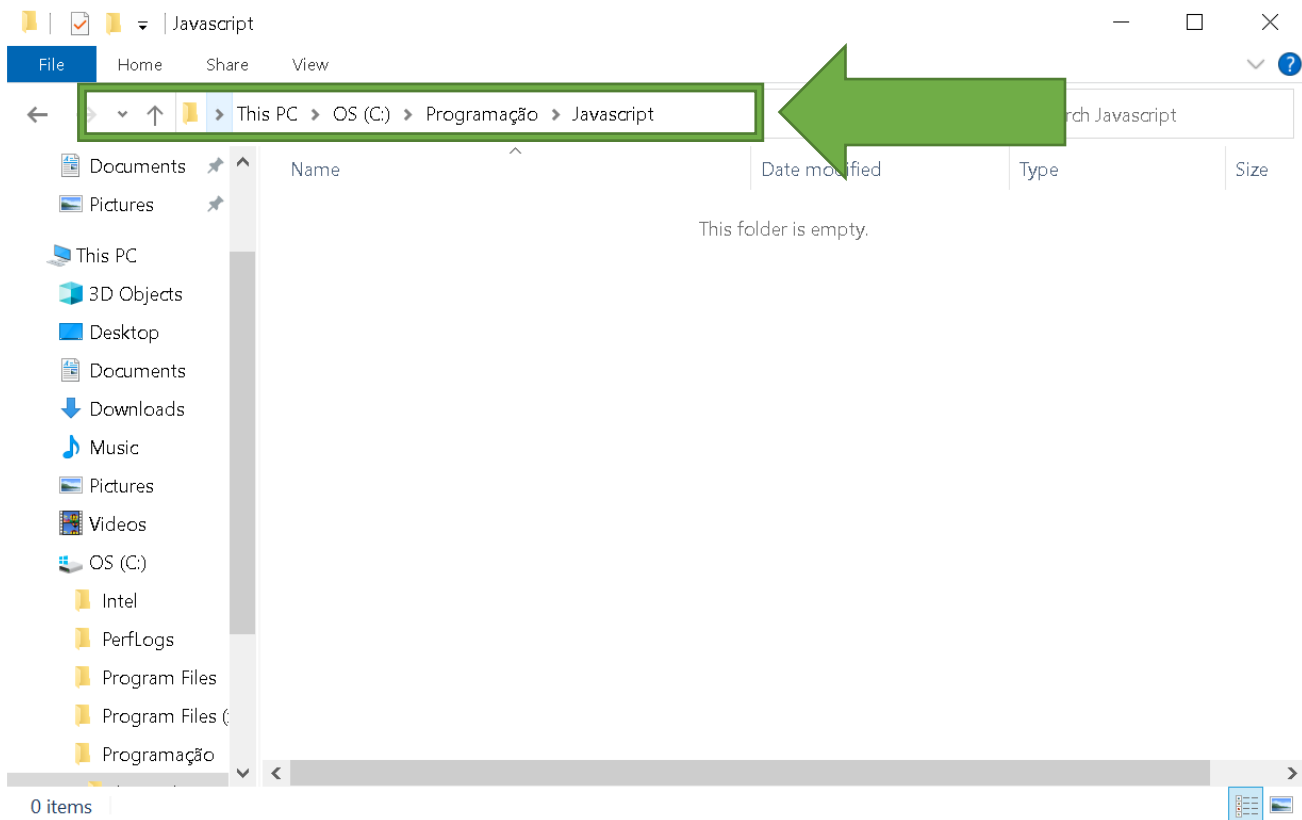 Javascript
File Home Share View
This PC OS (C:) Programação Javascript
Javascript
Name Date modified Type Size
This folder is empty.
Documents
Pictures
This PC
3D Objects
Desktop
Documents
Downloads
Music
Pictures
Videos
OS (C:)
Intel
PerfLogs
Program Files
Program Files (
Programação
0 items